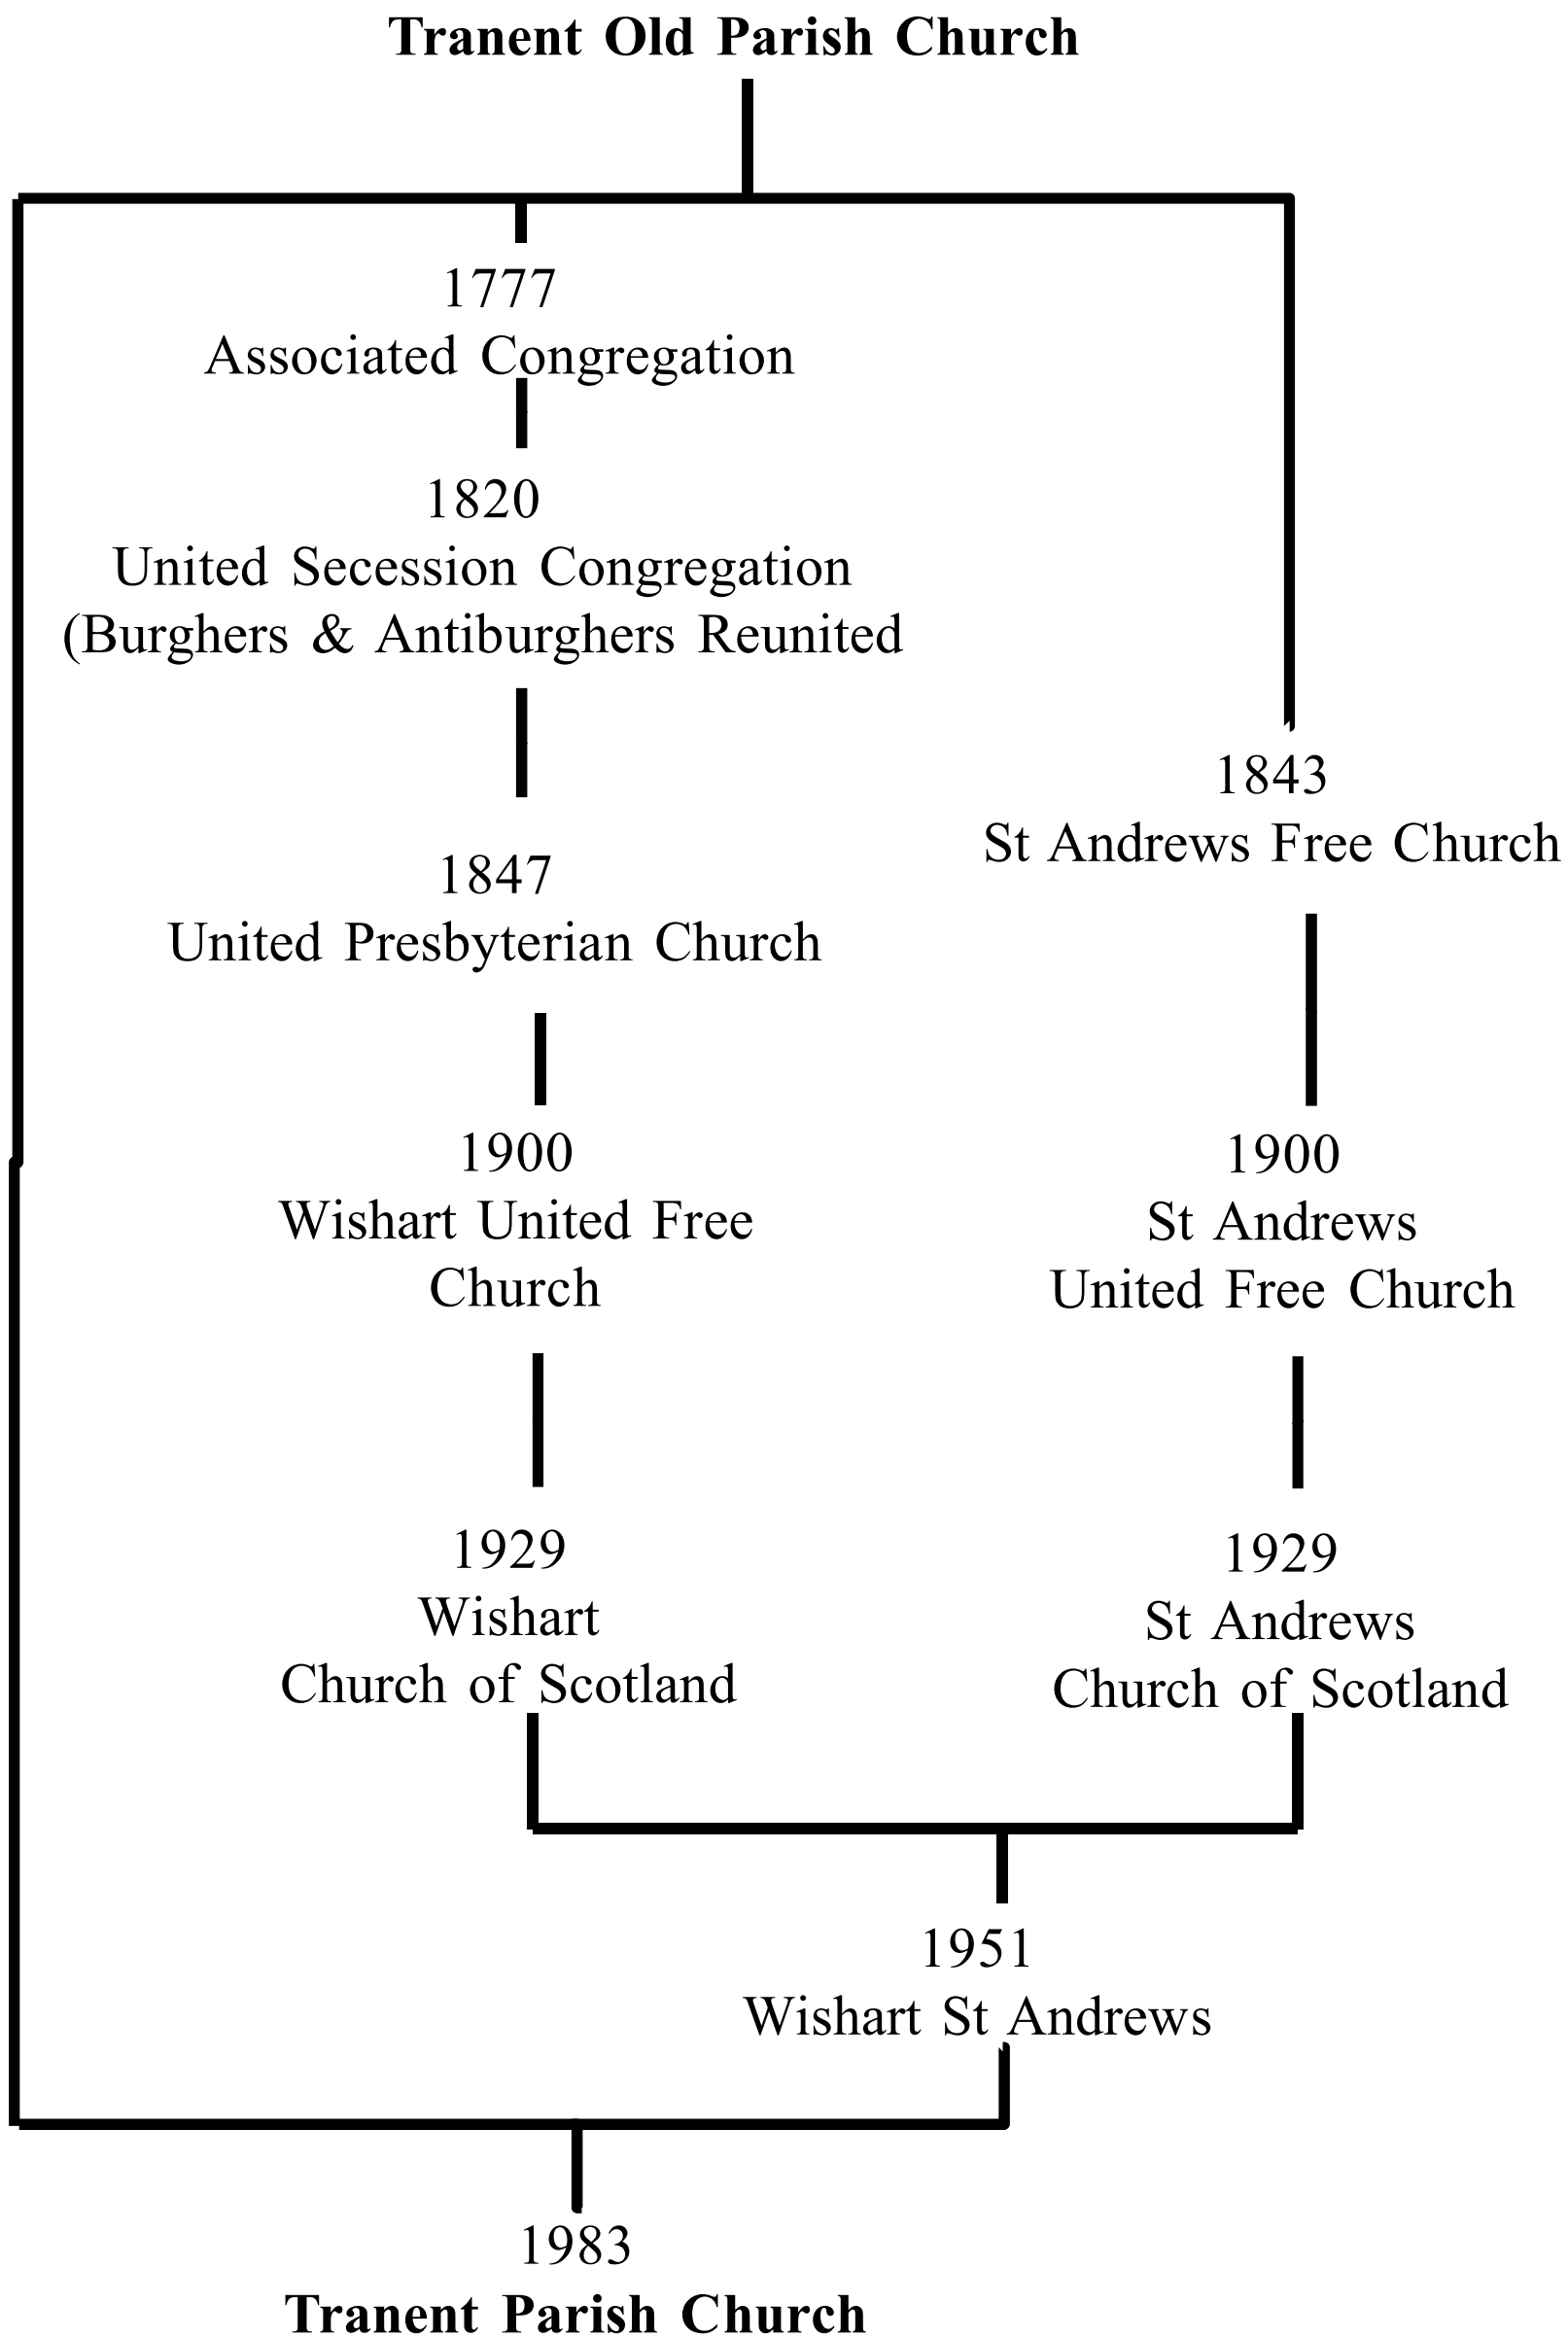 Tranent Old Parish Church
1777
Associated Congregation
1820
United Secession Congregation
(Burghers & Antiburghers Reunited
1843
St Andrews Free Church
1847
United Presbyterian Church
1900
Wishart United Free
Church
1900
St Andrews
United Free Church
1929
Wishart
Church of Scotland
1929
St Andrews
Church of Scotland
1951
Wishart St Andrews
1983
Tranent Parish Church